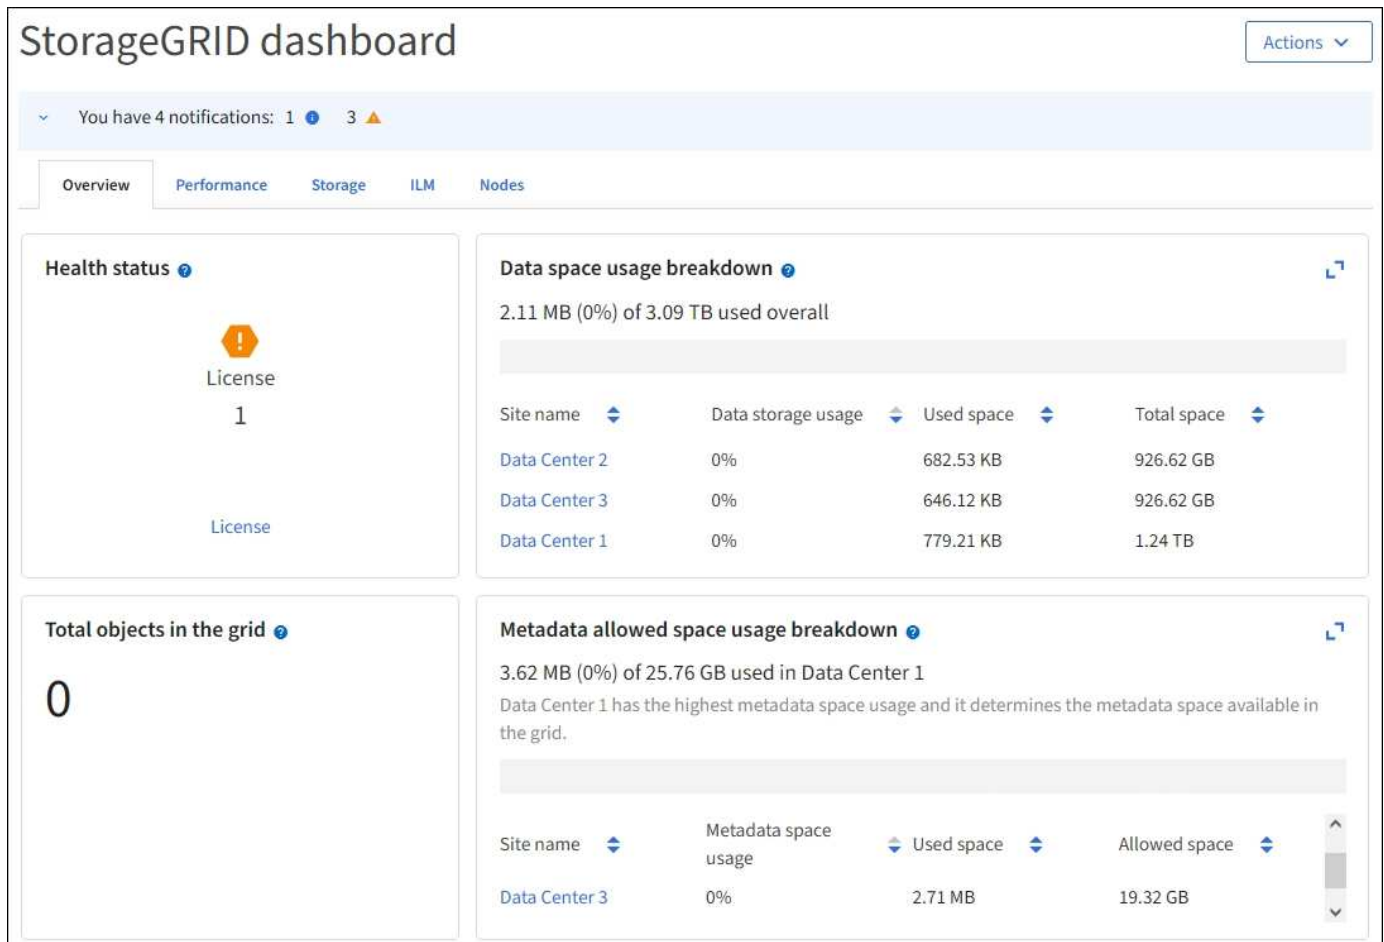 StorageGRID dashboard
Actions
You have 4 notifications: 1 3
Overview Performance Storage ILM Nodes
Health status
License
1
License
Data space usage breakdown
2.11 MB (0%) of 3.09 TB used overall
Site name Data storage usage Used space Total space
Data Center 2 0% 682.53 KB 926.62 GB
Data Center 3 0% 646.12 KB 926.62 GB
Data Center 1 0% 779.21 KB 1.24 TB
Total objects in the grid
0
Metadata allowed space usage breakdown
3.62 MB (0%) of 25.76 GB used in Data Center 1
Data Center 1 has the highest metadata space usage and it determines the metadata space available in
the grid.
Site name Metadata space usage Used space Allowed space
Data Center 3 0% 2.71 MB 19.32 GB